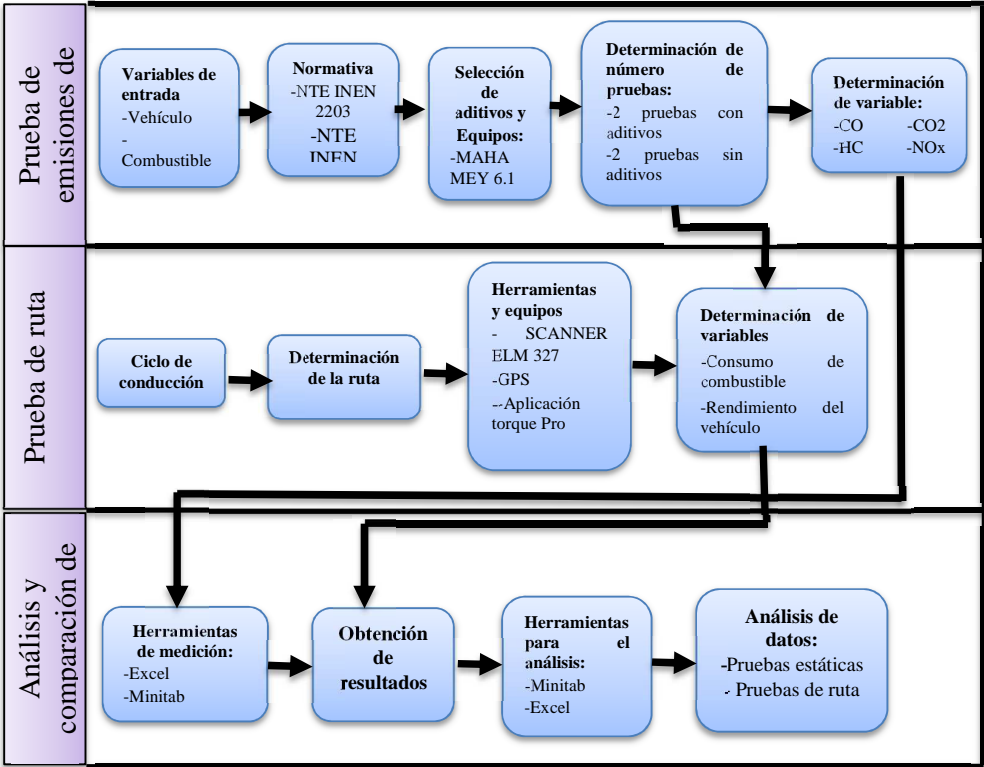 Prueba de
emisiones de
Variables de
entrada
-Vehículo
-
Combustible
Normativa
-NTE INEN
2203
-NTE
INEN
Selección
de
aditivos y
Equipos:
-MAHA
MEY 6.1
Determinación de
número de
pruebas:
-2 pruebas con
aditivos
-2 pruebas sin
aditivos
Determinación
de variable:
-CO -CO2
-HC -NOx
Prueba de ruta
Ciclo de
conducción
Determinación
de la ruta
Herramientas
y equipos
- SCANNER
ELM 327
-GPS
--Aplicación
torque Pro
Determinación de
variables
-Consumo de
combustible
-Rendimiento del
vehículo
Análisis y
comparación de
Herramientas
de medición:
-Excel
-Minitab
Obtención
de
resultados
Herramientas
para el
análisis:
-Minitab
-Excel
Análisis de
datos:
-Pruebas estáticas
- Pruebas de ruta